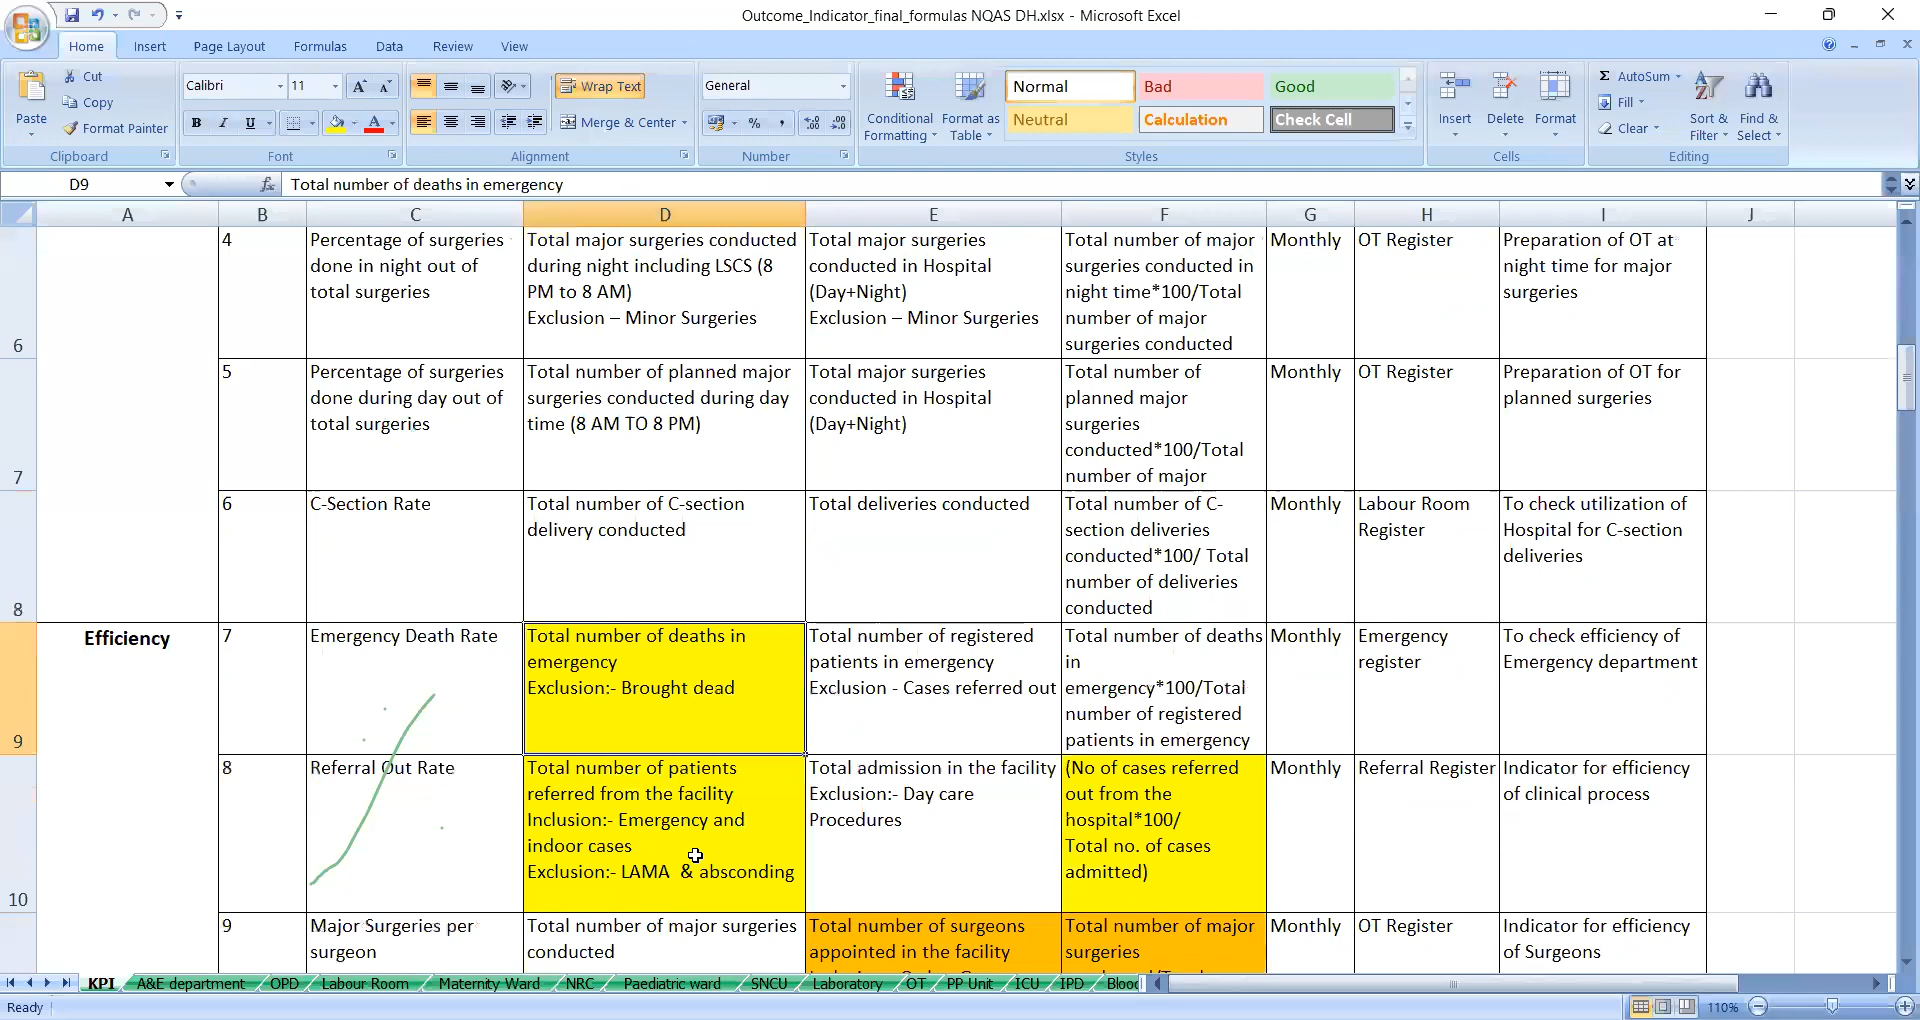 Outcome_Indicator_final_formulas NQAS DH.xlsx - Microsoft Excel
Home Insert Page Layout Formulas Data Review View
Paste
Cut
Copy
Format Painter
Clipboard
Calibri 11
B I U
Font
Wrap Text
Merge & Center
Alignment
General
Number
Conditional Formatting
Format as Table
Normal Bad Good
Neutral Calculation Check Cell
Styles
Insert Delete Format
Cells
Σ AutoSum
Fill
Clear
Sort & Filter
Find & Select
Editing
D9 fx Total number of deaths in emergency
A B C D E F G H I J
6
4
Percentage of surgeries
done in night out of
total surgeries
Total major surgeries conducted
during night including LSCS (8
PM to 8 AM)
Exclusion – Minor Surgeries
Total major surgeries
conducted in Hospital
(Day+Night)
Exclusion – Minor Surgeries
Total number of major
surgeries conducted in
night time*100/Total
number of major
surgeries conducted
Monthly
OT Register
Preparation of OT at
night time for major
surgeries
7
5
Percentage of surgeries
done during day out of
total surgeries
Total number of planned major
surgeries conducted during day
time (8 AM TO 8 PM)
Total major surgeries
conducted in Hospital
(Day+Night)
Total number of
planned major
surgeries
conducted*100/Total
number of major
Monthly
OT Register
Preparation of OT for
planned surgeries
8
6
C-Section Rate
Total number of C-section
delivery conducted
Total deliveries conducted
Total number of C-
section deliveries
conducted*100/ Total
number of deliveries
conducted
Monthly
Labour Room
Register
To check utilization of
Hospital for C-section
deliveries
9
Efficiency
7
Emergency Death Rate
Total number of deaths in
emergency
Exclusion:- Brought dead
Total number of registered
patients in emergency
Exclusion - Cases referred out
Total number of deaths
in
emergency*100/Total
number of registered
patients in emergency
Monthly
Emergency
register
To check efficiency of
Emergency department
10
8
Referral Out Rate
Total number of patients
referred from the facility
Inclusion:- Emergency and
indoor cases
Exclusion:- LAMA & absconding
Total admission in the facility
Exclusion:- Day care
Procedures
(No of cases referred
out from the
hospital*100/
Total no. of cases
admitted)
Monthly
Referral Register
Indicator for efficiency
of clinical process
9
Major Surgeries per
surgeon
Total number of major surgeries
conducted
Total number of surgeons
appointed in the facility
Total number of major
surgeries
Monthly
OT Register
Indicator for efficiency
of Surgeons
KPI A&E department OPD Labour Room Maternity Ward NRC Paediatric ward SNCU Laboratory OT PP Unit ICU IPD Blood
Ready 110%